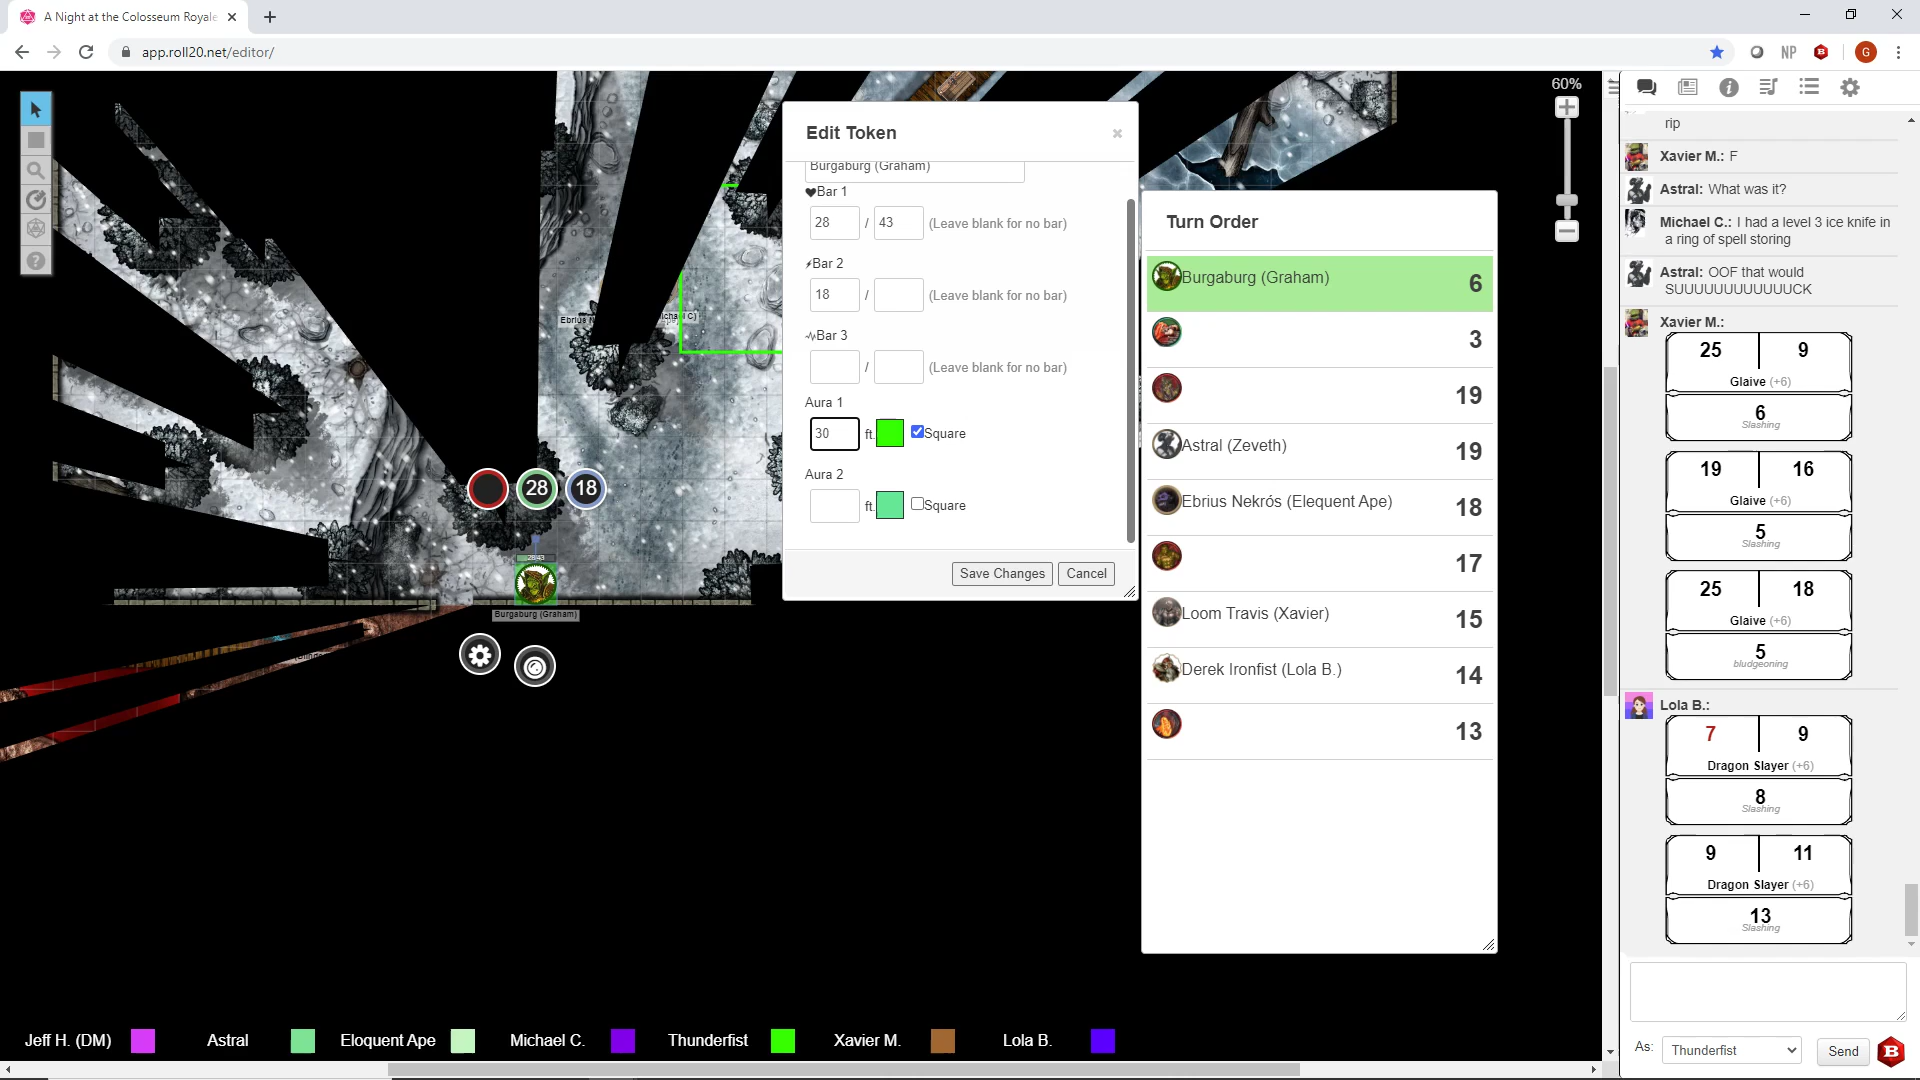 A Night at the Colosseum Royale
app.roll20.net/editor/
NP
B
G
60%
28
18
28/43
Burgaburg (Graham)
Edit Token
Burgaburg (Graham)
Bar 1
28 / 43 (Leave blank for no bar)
Bar 2
18 / (Leave blank for no bar)
Bar 3
/ (Leave blank for no bar)
Aura 1
30 ft. Square
Aura 2
ft. Square
Save Changes
Cancel
Turn Order
Burgaburg (Graham) 6
3
19
Astral (Zeveth) 19
Ebrius Nekrós (Elequent Ape) 18
17
Loom Travis (Xavier) 15
Derek Ironfist (Lola B.) 14
13
rip
Xavier M.: F
Astral: What was it?
Michael C.: I had a level 3 ice knife in
a ring of spell storing
Astral: OOF that would
SUUUUUUUUUUUUCK
Xavier M.:
25 9
Glaive (+6)
6
Slashing
19 16
Glaive (+6)
5
Slashing
25 18
Glaive (+6)
5
bludgeoning
Lola B.:
7 9
Dragon Slayer (+6)
8
Slashing
9 11
Dragon Slayer (+6)
13
Slashing
As: Thunderfist
Send
B
Jeff H. (DM)
Astral
Eloquent Ape
Michael C.
Thunderfist
Xavier M.
Lola B.